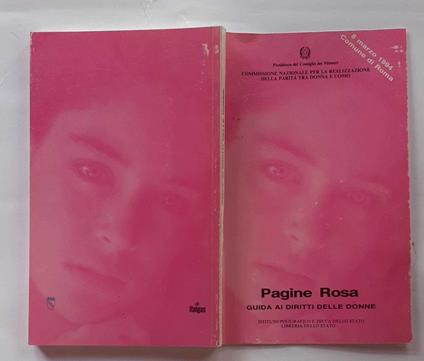 8 marzo 1994
Comune di Roma
Presidenza del Consiglio dei Ministri
COMMISSIONE NAZIONALE PER LA REALIZZAZIONE
DELLA PARITÀ TRA DONNA E UOMO
Pagine Rosa
GUIDA AI DIRITTI DELLE DONNE
ISTITUTO POLIGRAFICO E ZECCA DELLO STATO
LIBRERIA DELLO STATO
Italgas